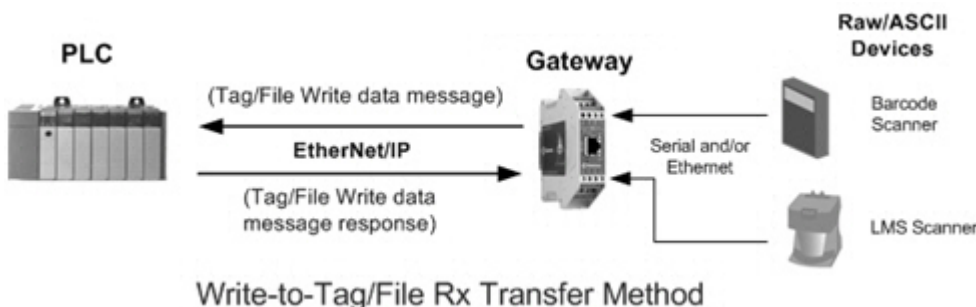 Raw/ASCII
Devices
PLC
Gateway
(Tag/File Write data message)
Barcode
Scanner
EtherNet/IP
Serial and/or
Ethernet
(Tag/File Write data
message response)
LMS Scanner
Write-to-Tag/File Rx Transfer Method